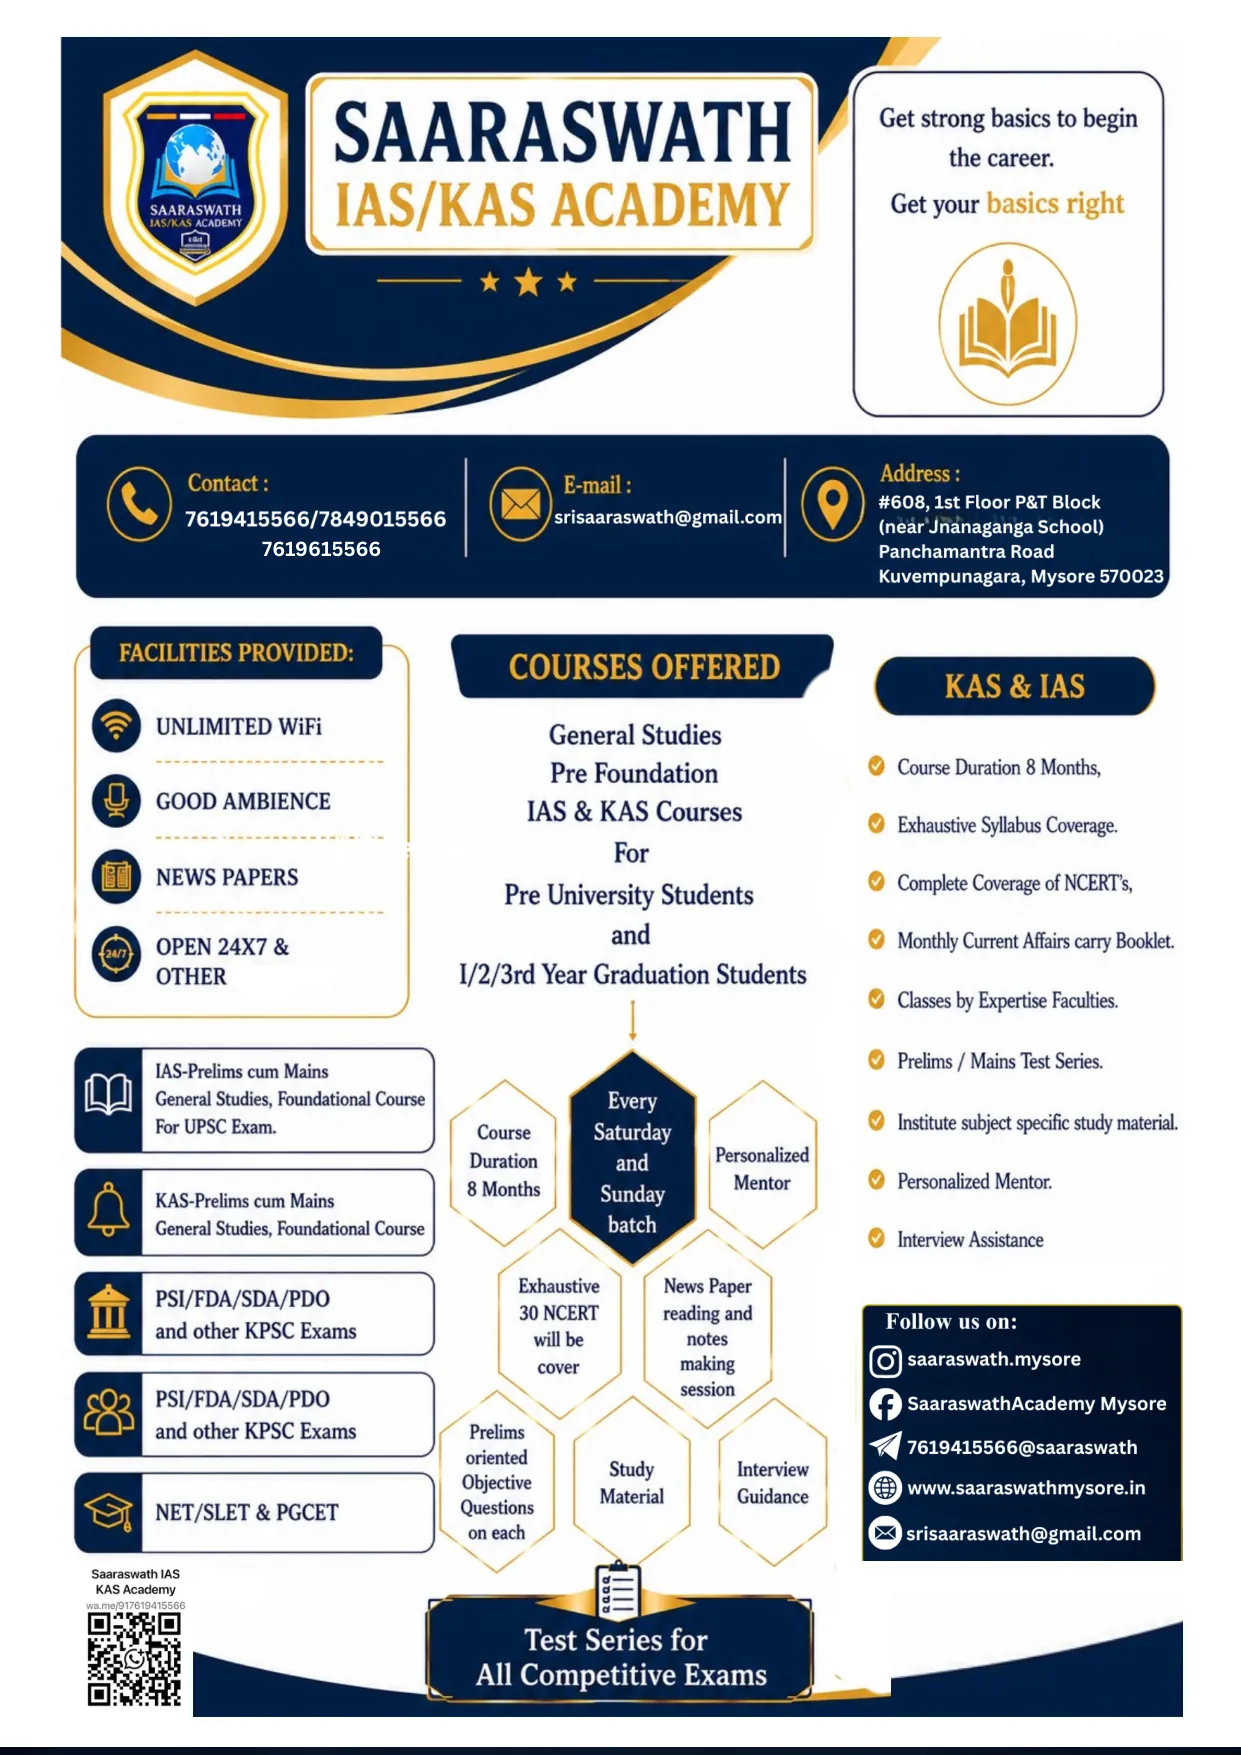 SAARASWATH
IAS/KAS ACADEMY
SAARASWATH
IAS/KAS ACADEMY
Get strong basics to begin
the career.
Get your basics right
Contact :
7619415566/7849015566
7619615566
E-mail :
srisaaraswath@gmail.com
Address :
#608, 1st Floor P&T Block
(near Jnanaganga School)
Panchamantra Road
Kuvempunagara, Mysore 570023
FACILITIES PROVIDED:
UNLIMITED WiFi
GOOD AMBIENCE
NEWS PAPERS
24/7
OPEN 24X7 &
OTHER
COURSES OFFERED
General Studies
Pre Foundation
IAS & KAS Courses
For
Pre University Students
and
I/2/3rd Year Graduation Students
KAS & IAS
Course Duration 8 Months,
Exhaustive Syllabus Coverage.
Complete Coverage of NCERT's,
Monthly Current Affairs carry Booklet.
Classes by Expertise Faculties.
Prelims / Mains Test Series.
Institute subject specific study material.
Personalized Mentor.
Interview Assistance
IAS-Prelims cum Mains
General Studies, Foundational Course
For UPSC Exam.
KAS-Prelims cum Mains
General Studies, Foundational Course
PSI/FDA/SDA/PDO
and other KPSC Exams
PSI/FDA/SDA/PDO
and other KPSC Exams
NET/SLET & PGCET
Course
Duration
8 Months
Every
Saturday
and
Sunday
batch
Personalized
Mentor
Exhaustive
30 NCERT
will be
cover
News Paper
reading and
notes
making
session
Prelims
oriented
Objective
Questions
on each
Study
Material
Interview
Guidance
Follow us on:
saaraswath.mysore
SaaraswathAcademy Mysore
7619415566@saaraswath
www.saaraswathmysore.in
srisaaraswath@gmail.com
Saaraswath IAS
KAS Academy
wa.me/917619415566
Test Series for
All Competitive Exams